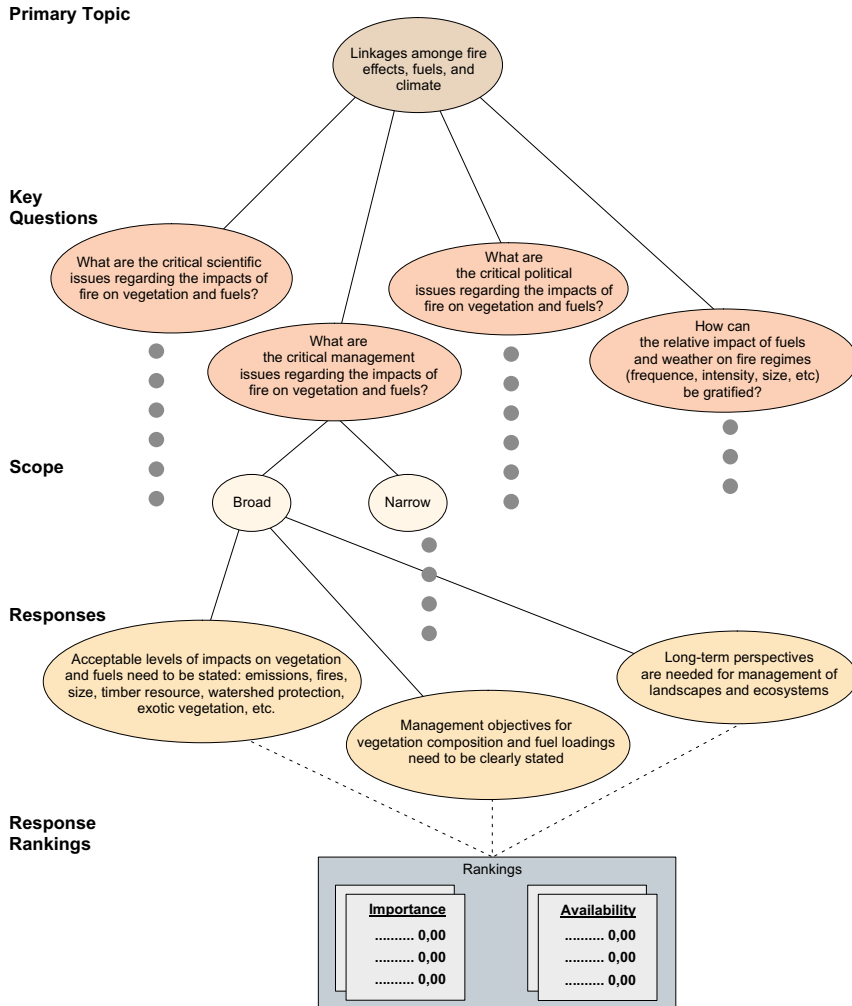 Primary Topic
Linkages amonge fire
effects, fuels, and
climate
Key
Questions
What are the critical scientific
issues regarding the impacts of
fire on vegetation and fuels?
What are
the critical management
issues regarding the impacts of
fire on vegetation and fuels?
What are
the critical political
issues regarding the impacts of
fire on vegetation and fuels?
How can
the relative impact of fuels
and weather on fire regimes
(frequence, intensity, size, etc)
be gratified?
Scope
Broad
Narrow
Responses
Acceptable levels of impacts on vegetation
and fuels need to be stated: emissions, fires,
size, timber resource, watershed protection,
exotic vegetation, etc.
Management objectives for
vegetation composition and fuel loadings
need to be clearly stated
Long-term perspectives
are needed for management of
landscapes and ecosystems
Response
Rankings
Rankings
Importance
.......... 0,00
.......... 0,00
.......... 0,00
Availability
.......... 0,00
.......... 0,00
.......... 0,00